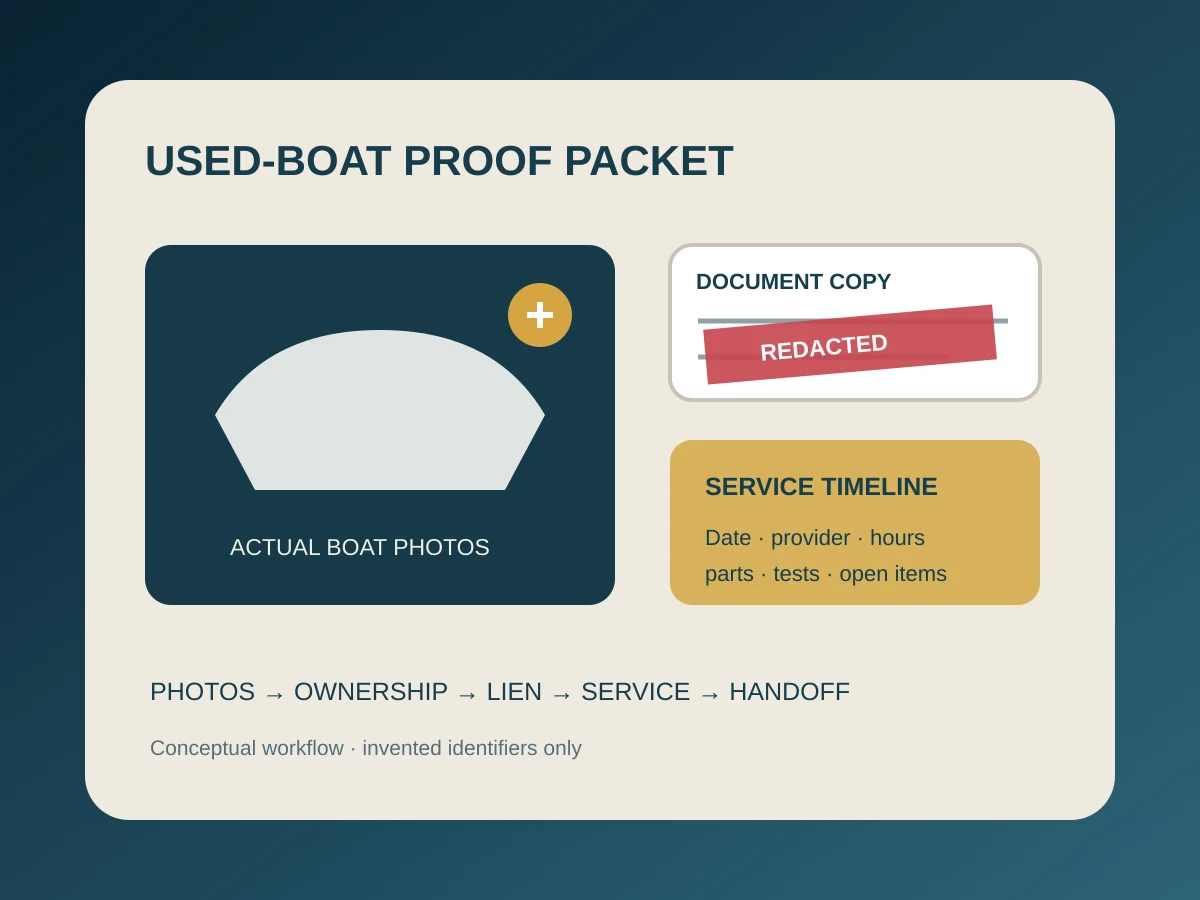 USED-BOAT PROOF PACKET
ACTUAL BOAT PHOTOS
DOCUMENT COPY
REDACTED
SERVICE TIMELINE
Date · provider · hours
parts · tests · open items
PHOTOS → OWNERSHIP → LIEN → SERVICE → HANDOFF
Conceptual workflow · invented identifiers only